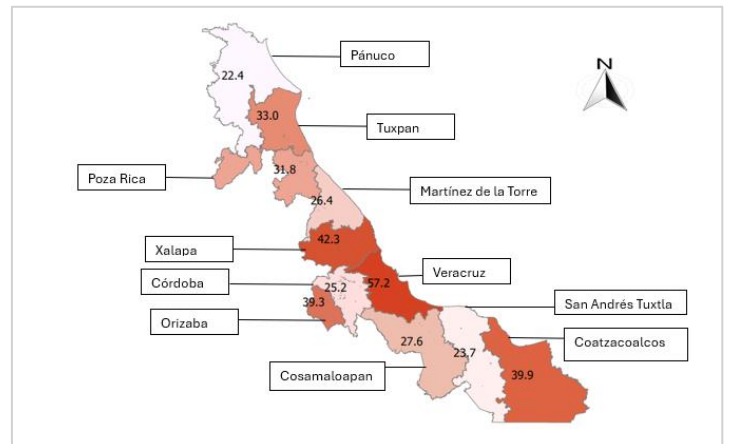 Pánuco
N
22.4
33.0
Tuxpan
Poza Rica
31.8
Martínez de la Torre
26.4
Xalapa
42.3
Veracruz
Córdoba
25.2
57.2
San Andrés Tuxtla
39.3
Orizaba
Coatzacoalcos
27.6
23.7
Cosamaloapan
39.9